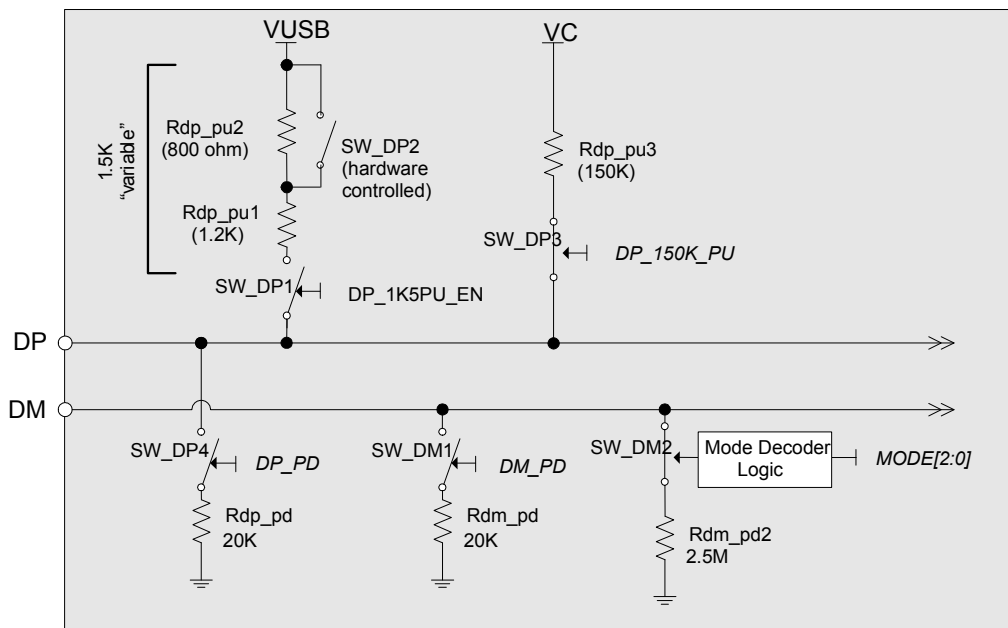 VUSB
VC
1.5K
“variable”
Rdp_pu2
(800 ohm)
SW_DP2
(hardware
controlled)
Rdp_pu1
(1.2K)
Rdp_pu3
(150K)
SW_DP1
DP_1K5PU_EN
SW_DP3
DP_150K_PU
DP
DM
SW_DP4
DP_PD
Rdp_pd
20K
SW_DM1
DM_PD
Rdm_pd
20K
SW_DM2
Mode Decoder
Logic
MODE[2:0]
Rdm_pd2
2.5M